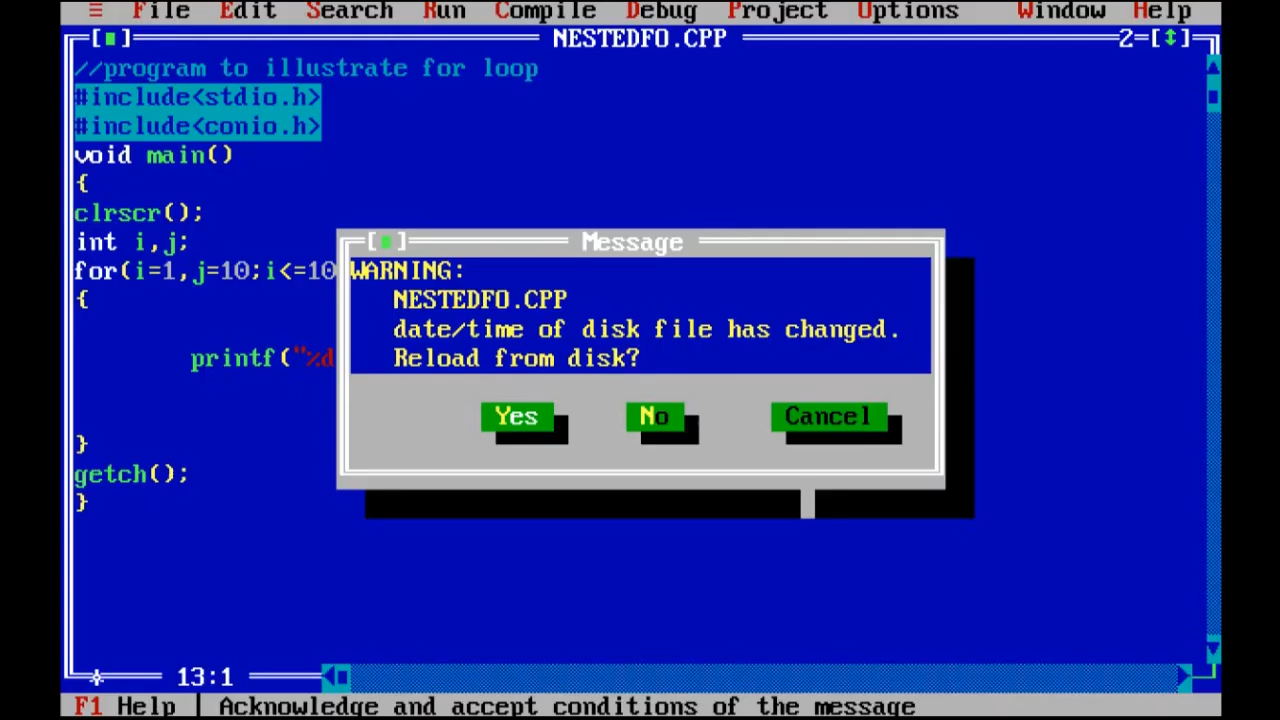 ≡ File Edit Search Run Compile Debug Project Options Window Help
[■] NESTEDFO.CPP 2=[↕]
//program to illustrate for loop
#include<stdio.h>
#include<conio.h>
void main()
{
clrscr();
int i,j;
for(i=1,j=10;i<=10
{
printf("%d
}
getch();
}
[■] Message
WARNING:
NESTEDFO.CPP
date/time of disk file has changed.
Reload from disk?
Yes No Cancel
13:1
F1 Help │ Acknowledge and accept conditions of the message